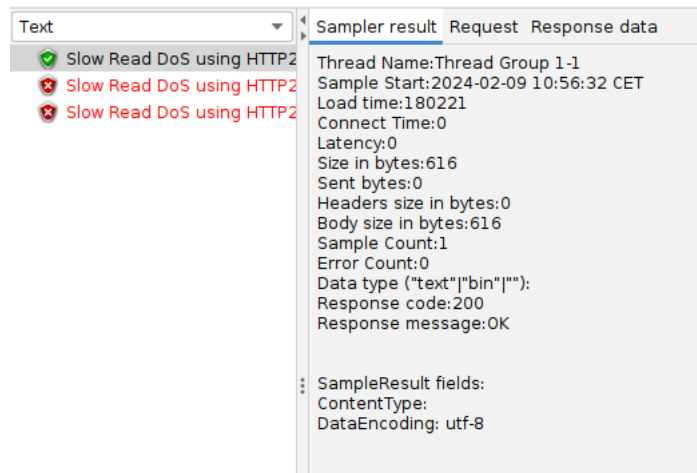 Text
Slow Read DoS using HTTP2
Slow Read DoS using HTTP2
Slow Read DoS using HTTP2
Sampler result Request Response data
Thread Name:Thread Group 1-1
Sample Start:2024-02-09 10:56:32 CET
Load time:180221
Connect Time:0
Latency:0
Size in bytes:616
Sent bytes:0
Headers size in bytes:0
Body size in bytes:616
Sample Count:1
Error Count:0
Data type ("text"|"bin"|""):
Response code:200
Response message:OK
SampleResult fields:
ContentType:
DataEncoding: utf-8